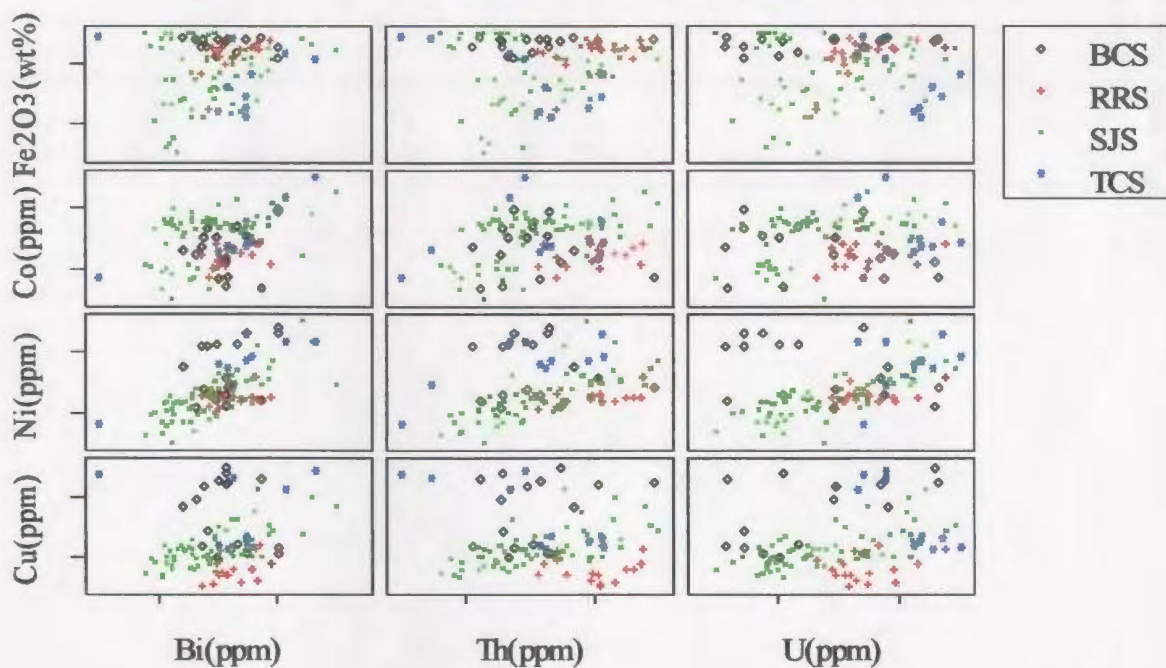 Fe2O3(wt%)
Co(ppm)
Ni(ppm)
Cu(ppm)
Bi(ppm)
Th(ppm)
U(ppm)
BCS
RRS
SJS
TCS